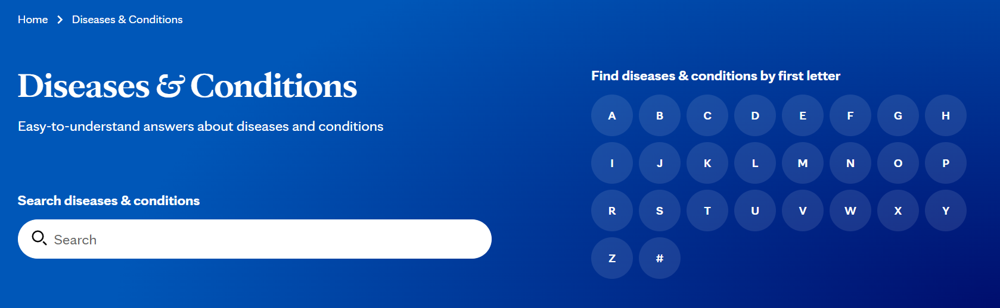 Home > Diseases & Conditions
Diseases & Conditions
Easy-to-understand answers about diseases and conditions
Search diseases & conditions
Search
Find diseases & conditions by first letter
A B C D E F G H
I J K L M N O P
R S T U V W X Y
Z #